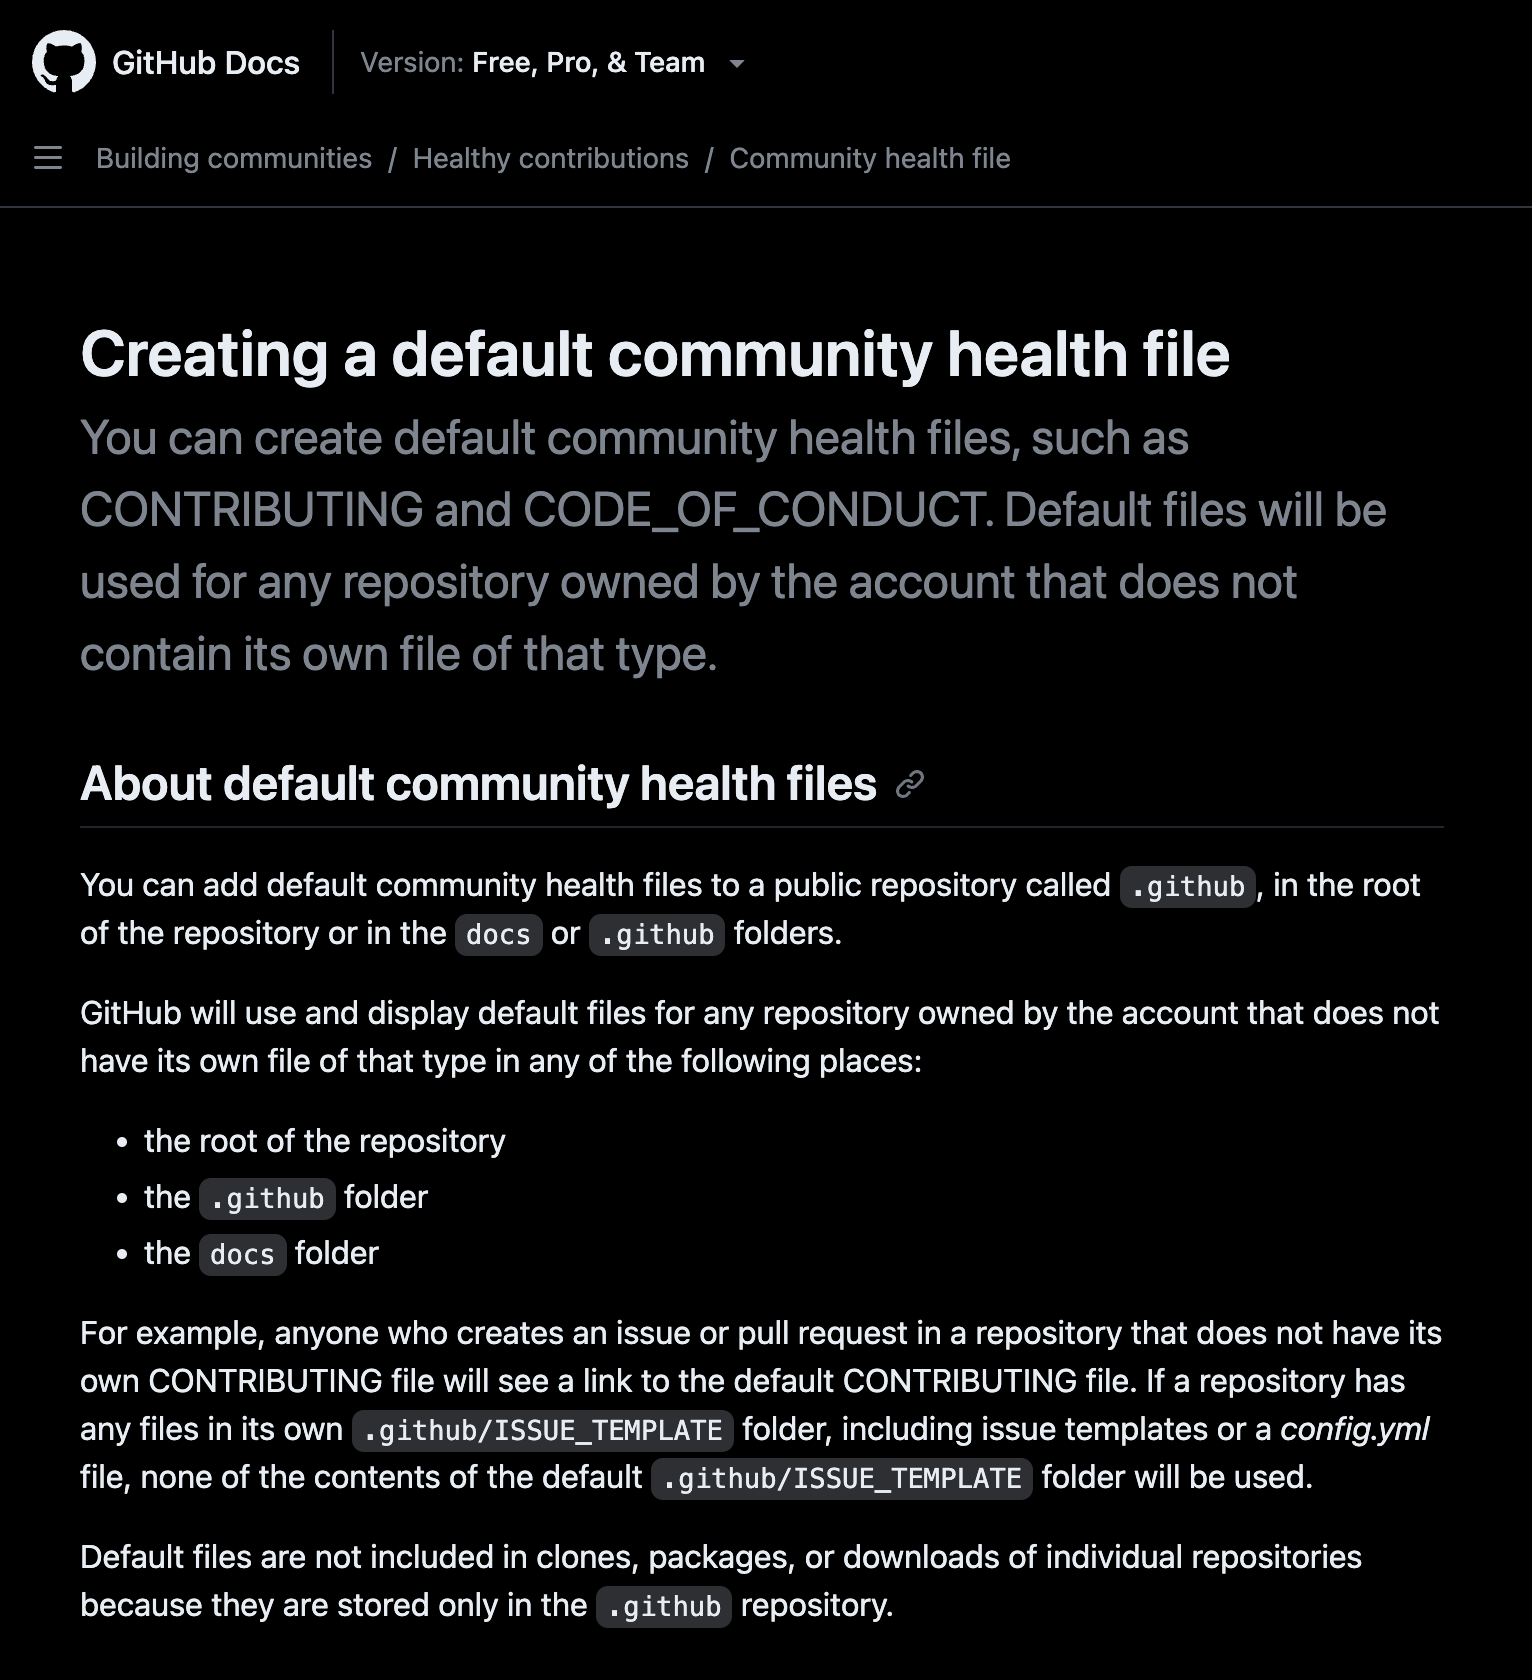 GitHub Docs
Version: Free, Pro, & Team
Building communities / Healthy contributions / Community health file
Creating a default community health file
You can create default community health files, such as
CONTRIBUTING and CODE_OF_CONDUCT. Default files will be
used for any repository owned by the account that does not
contain its own file of that type.
About default community health files
You can add default community health files to a public repository called .github, in the root
of the repository or in the docs or .github folders.
GitHub will use and display default files for any repository owned by the account that does not
have its own file of that type in any of the following places:
• the root of the repository
• the .github folder
• the docs folder
For example, anyone who creates an issue or pull request in a repository that does not have its
own CONTRIBUTING file will see a link to the default CONTRIBUTING file. If a repository has
any files in its own .github/ISSUE_TEMPLATE folder, including issue templates or a config.yml
file, none of the contents of the default .github/ISSUE_TEMPLATE folder will be used.
Default files are not included in clones, packages, or downloads of individual repositories
because they are stored only in the .github repository.